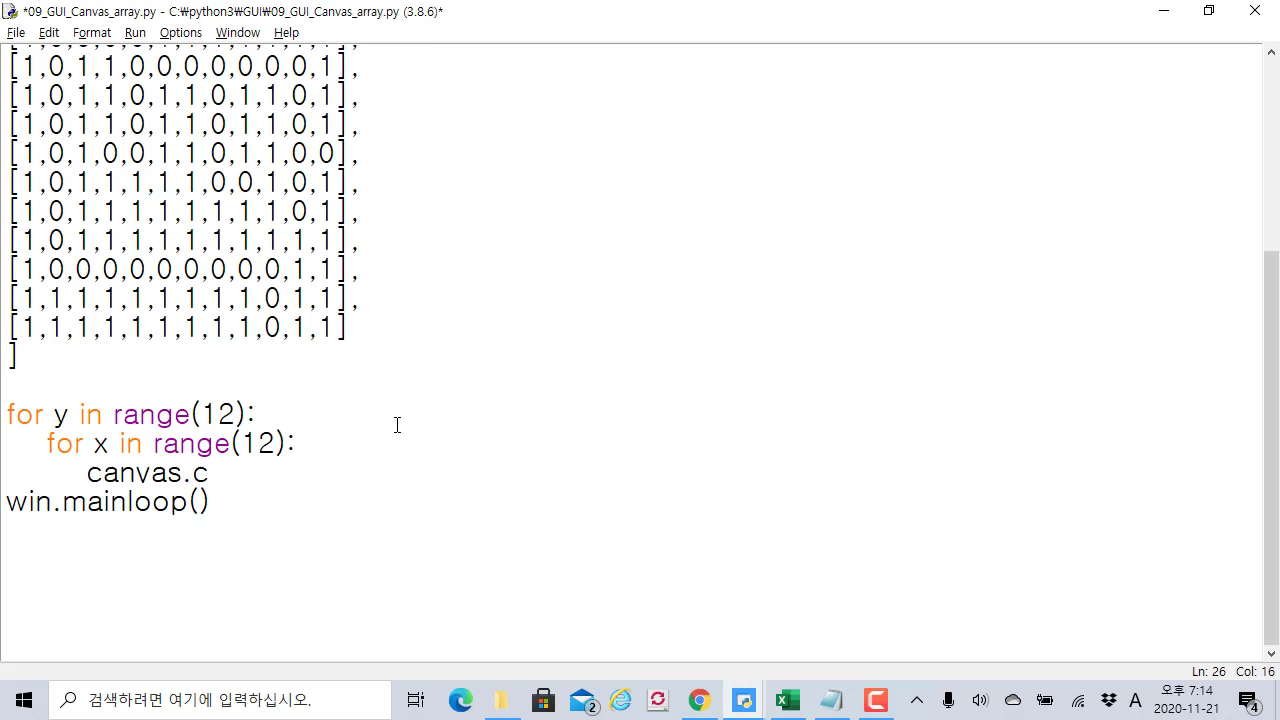 *09_GUI_Canvas_array.py - C:₩python3₩GUI₩09_GUI_Canvas_array.py (3.8.6)*
File Edit Format Run Options Window Help
[1,0,1,1,0,0,0,0,0,0,0,1],
[1,0,1,1,0,1,1,0,1,1,0,1],
[1,0,1,1,0,1,1,0,1,1,0,1],
[1,0,1,0,0,1,1,0,1,1,0,0],
[1,0,1,1,1,1,1,0,0,1,0,1],
[1,0,1,1,1,1,1,1,1,1,0,1],
[1,0,1,1,1,1,1,1,1,1,1,1],
[1,0,0,0,0,0,0,0,0,0,1,1],
[1,1,1,1,1,1,1,1,1,0,1,1],
[1,1,1,1,1,1,1,1,1,0,1,1]
]
for y in range(12):
for x in range(12):
canvas.c
win.mainloop()
Ln: 26 Col: 16
검색하려면 여기에 입력하십시오.
2
A
오후 7:14
2020-11-21
4